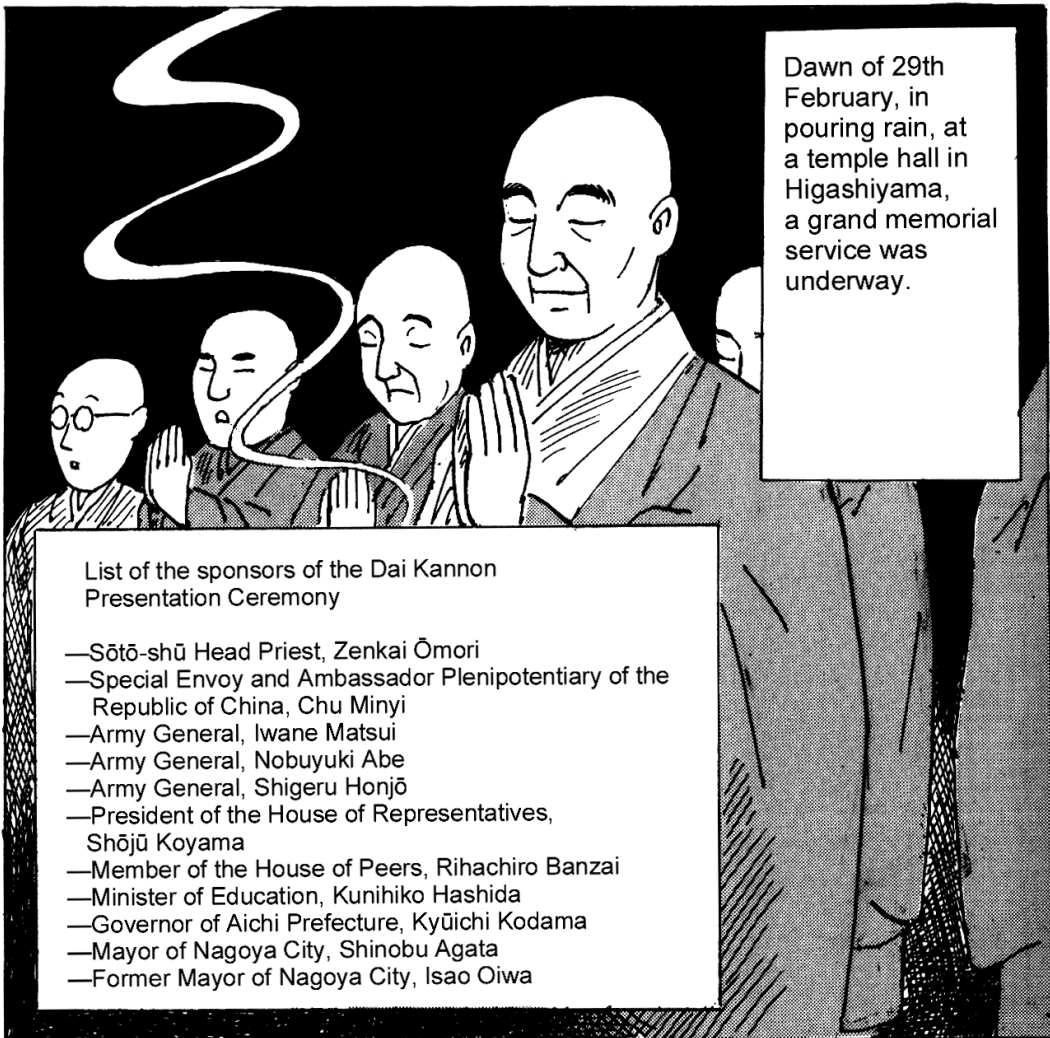 Dawn of 29th
February, in
pouring rain, at
a temple hall in
Higashiyama,
a grand memorial
service was
underway.
List of the sponsors of the Dai Kannon
Presentation Ceremony
—Sōtō-shū Head Priest, Zenkai Ōmori
—Special Envoy and Ambassador Plenipotentiary of the
Republic of China, Chu Minyi
—Army General, Iwane Matsui
—Army General, Nobuyuki Abe
—Army General, Shigeru Honjō
—President of the House of Representatives,
Shōjū Koyama
—Member of the House of Peers, Rihachiro Banzai
—Minister of Education, Kunihiko Hashida
—Governor of Aichi Prefecture, Kyūichi Kodama
—Mayor of Nagoya City, Shinobu Agata
—Former Mayor of Nagoya City, Isao Oiwa